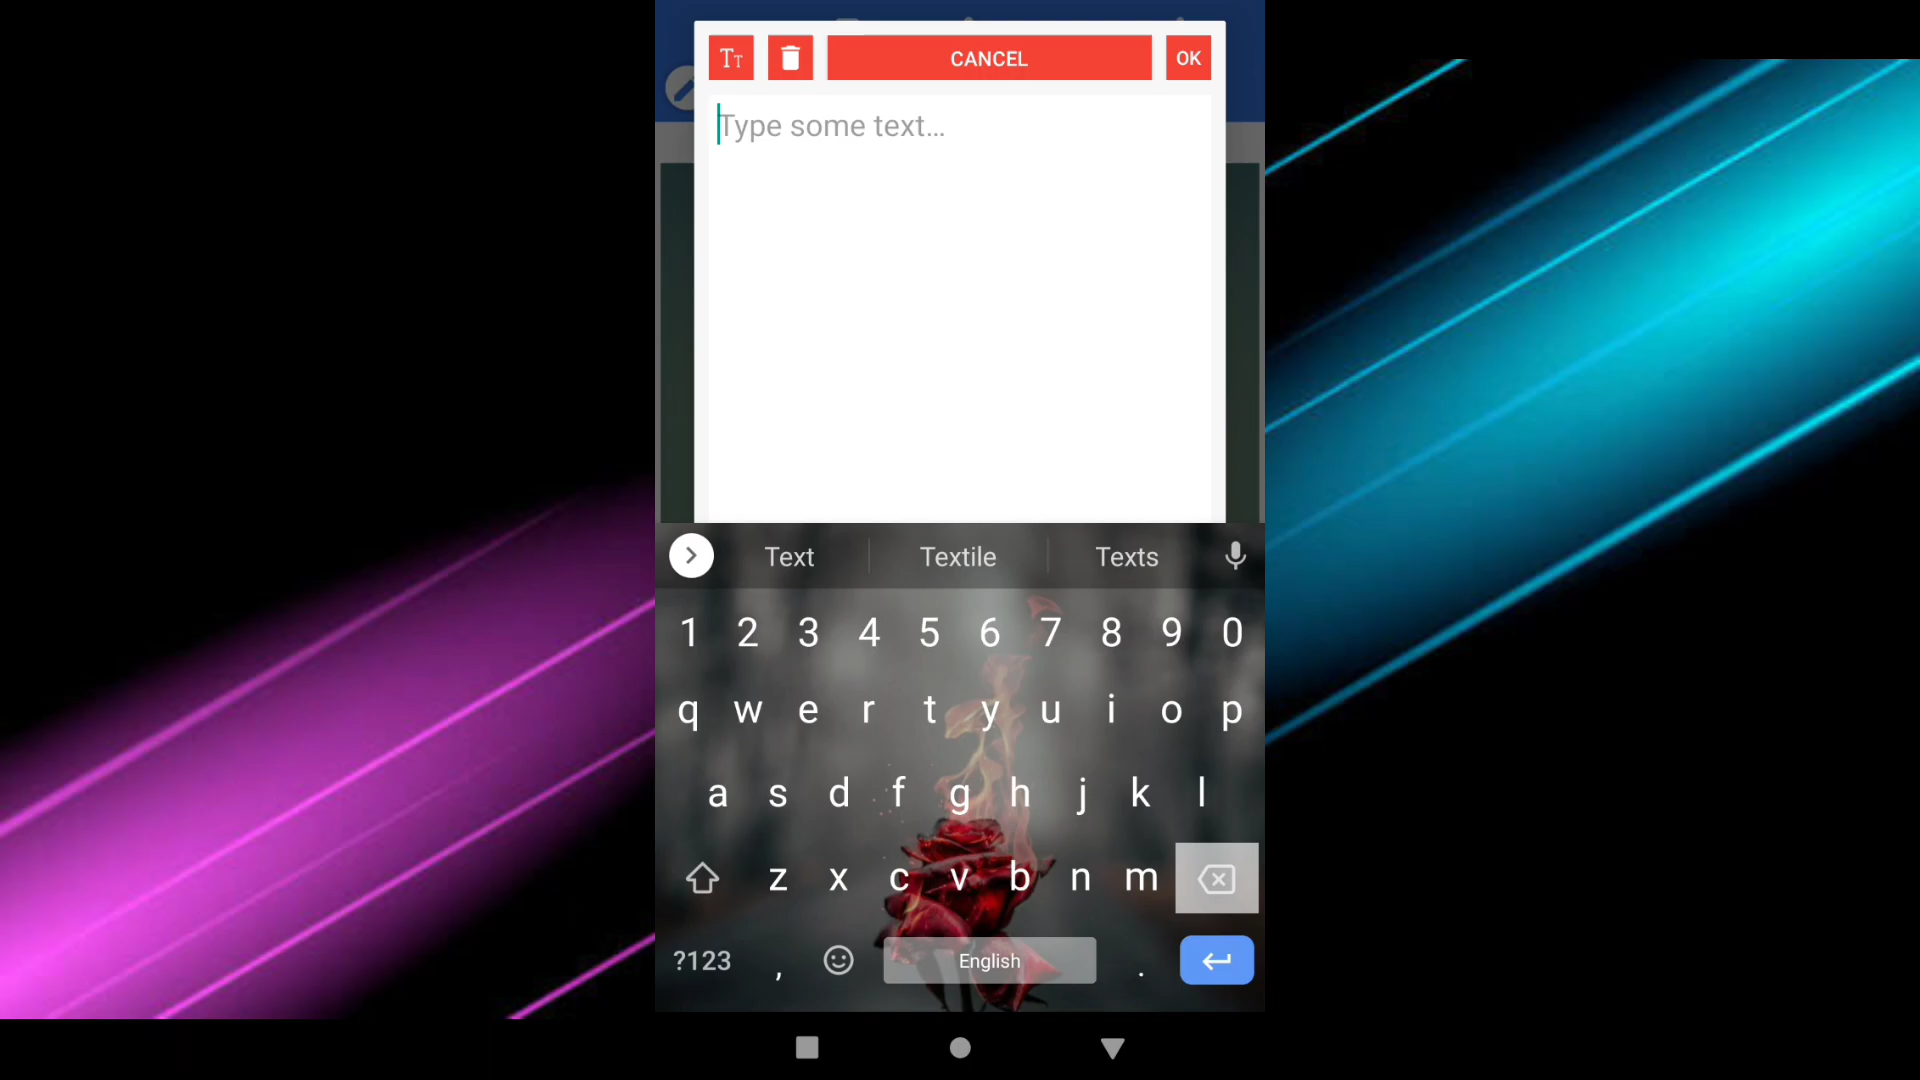 Tт
CANCEL
OK
Type some text...
Text
Textile
Texts
1 2 3 4 5 6 7 8 9 0
q w e r t y u i o p
a s d f g h j k l
z x c v b n m
?123 , English .